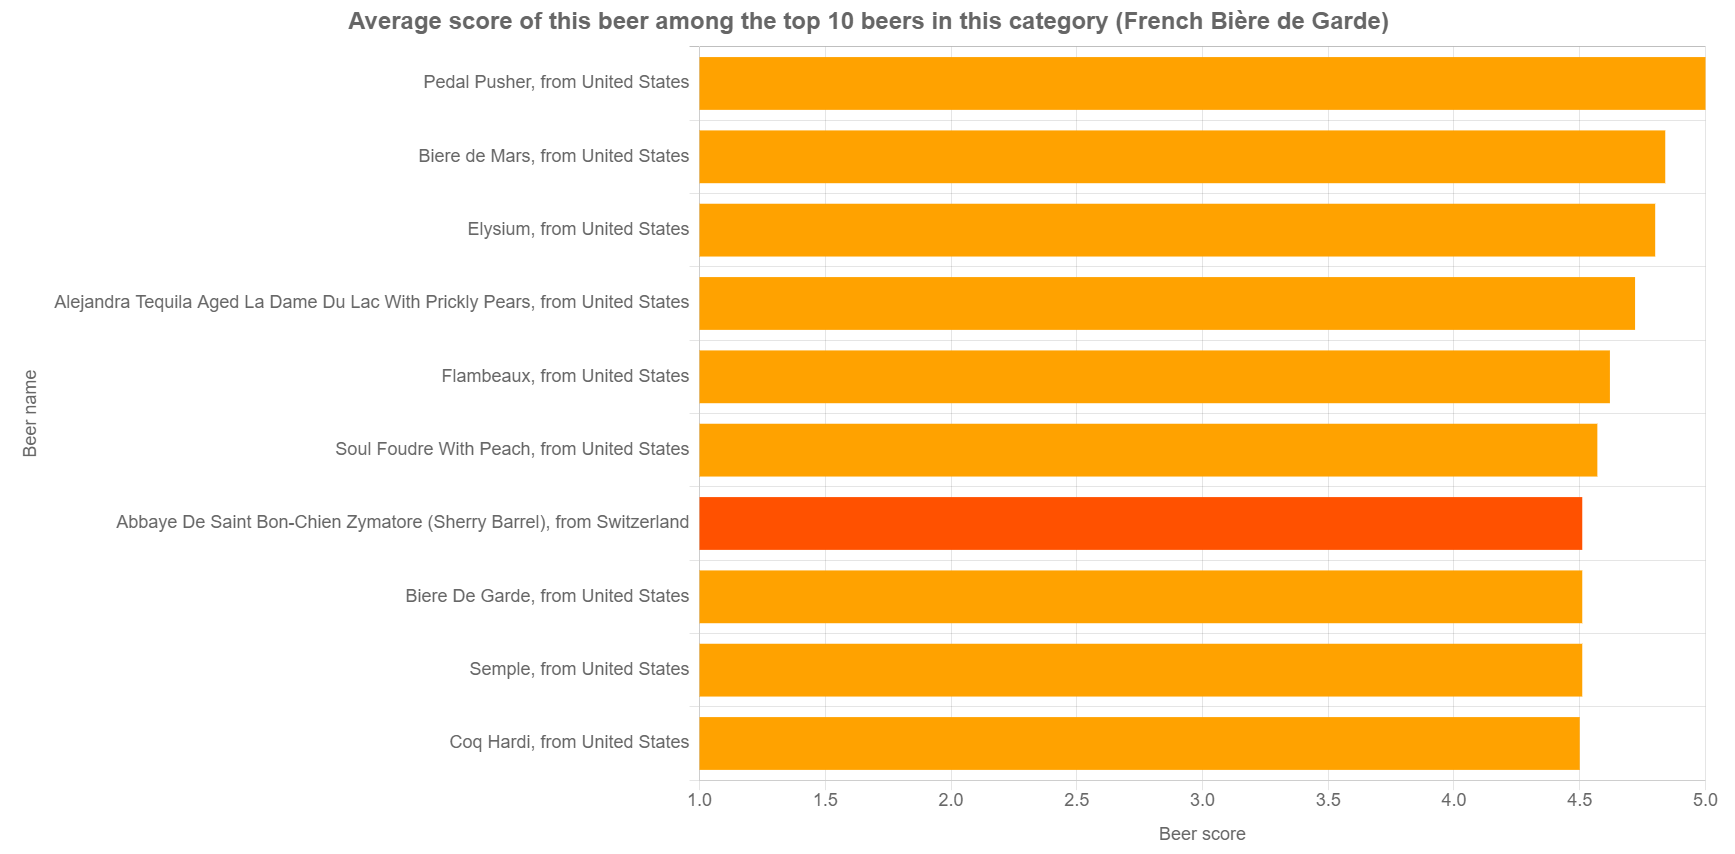 Average score of this beer among the top 10 beers in this category (French Bière de Garde)
Pedal Pusher, from United States
Biere de Mars, from United States
Elysium, from United States
Alejandra Tequila Aged La Dame Du Lac With Prickly Pears, from United States
Flambeaux, from United States
Soul Foudre With Peach, from United States
Abbaye De Saint Bon-Chien Zymatore (Sherry Barrel), from Switzerland
Biere De Garde, from United States
Semple, from United States
Coq Hardi, from United States
Beer name
1.0 1.5 2.0 2.5 3.0 3.5 4.0 4.5 5.0
Beer score